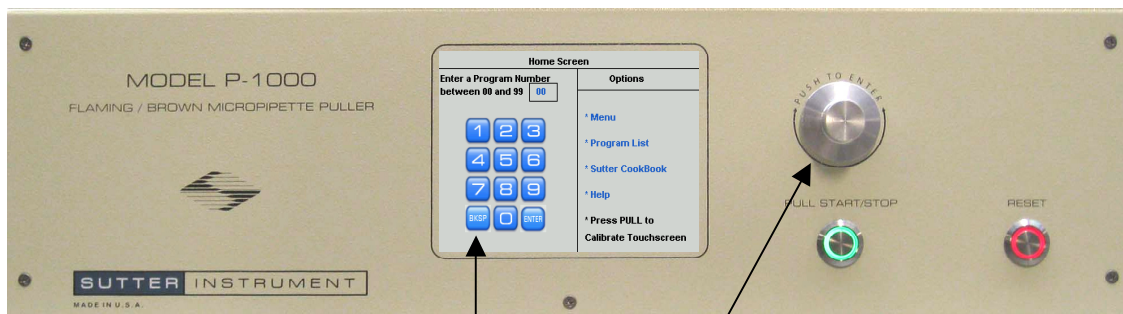 MODEL P-1000
FLAMING / BROWN MICROPIPETTE PULLER
SUTTER INSTRUMENT
MADE IN U.S.A.
Home Screen
Enter a Program Number
between 00 and 99 00
1 2 3
4 5 6
7 8 9
BKSP 0 ENTER
Options
* Menu
* Program List
* Sutter CookBook
* Help
* Press PULL to
Calibrate Touchscreen
PUSH TO ENTER
PULL START/STOP
RESET